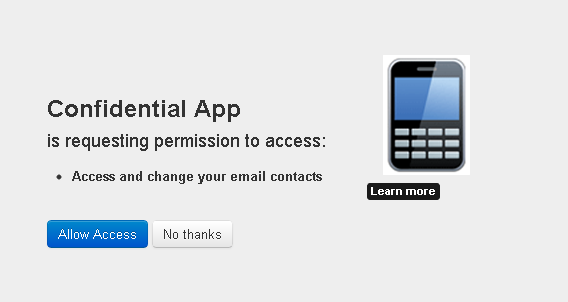 Confidential App
is requesting permission to access:
• Access and change your email contacts
Learn more
Allow Access
No thanks